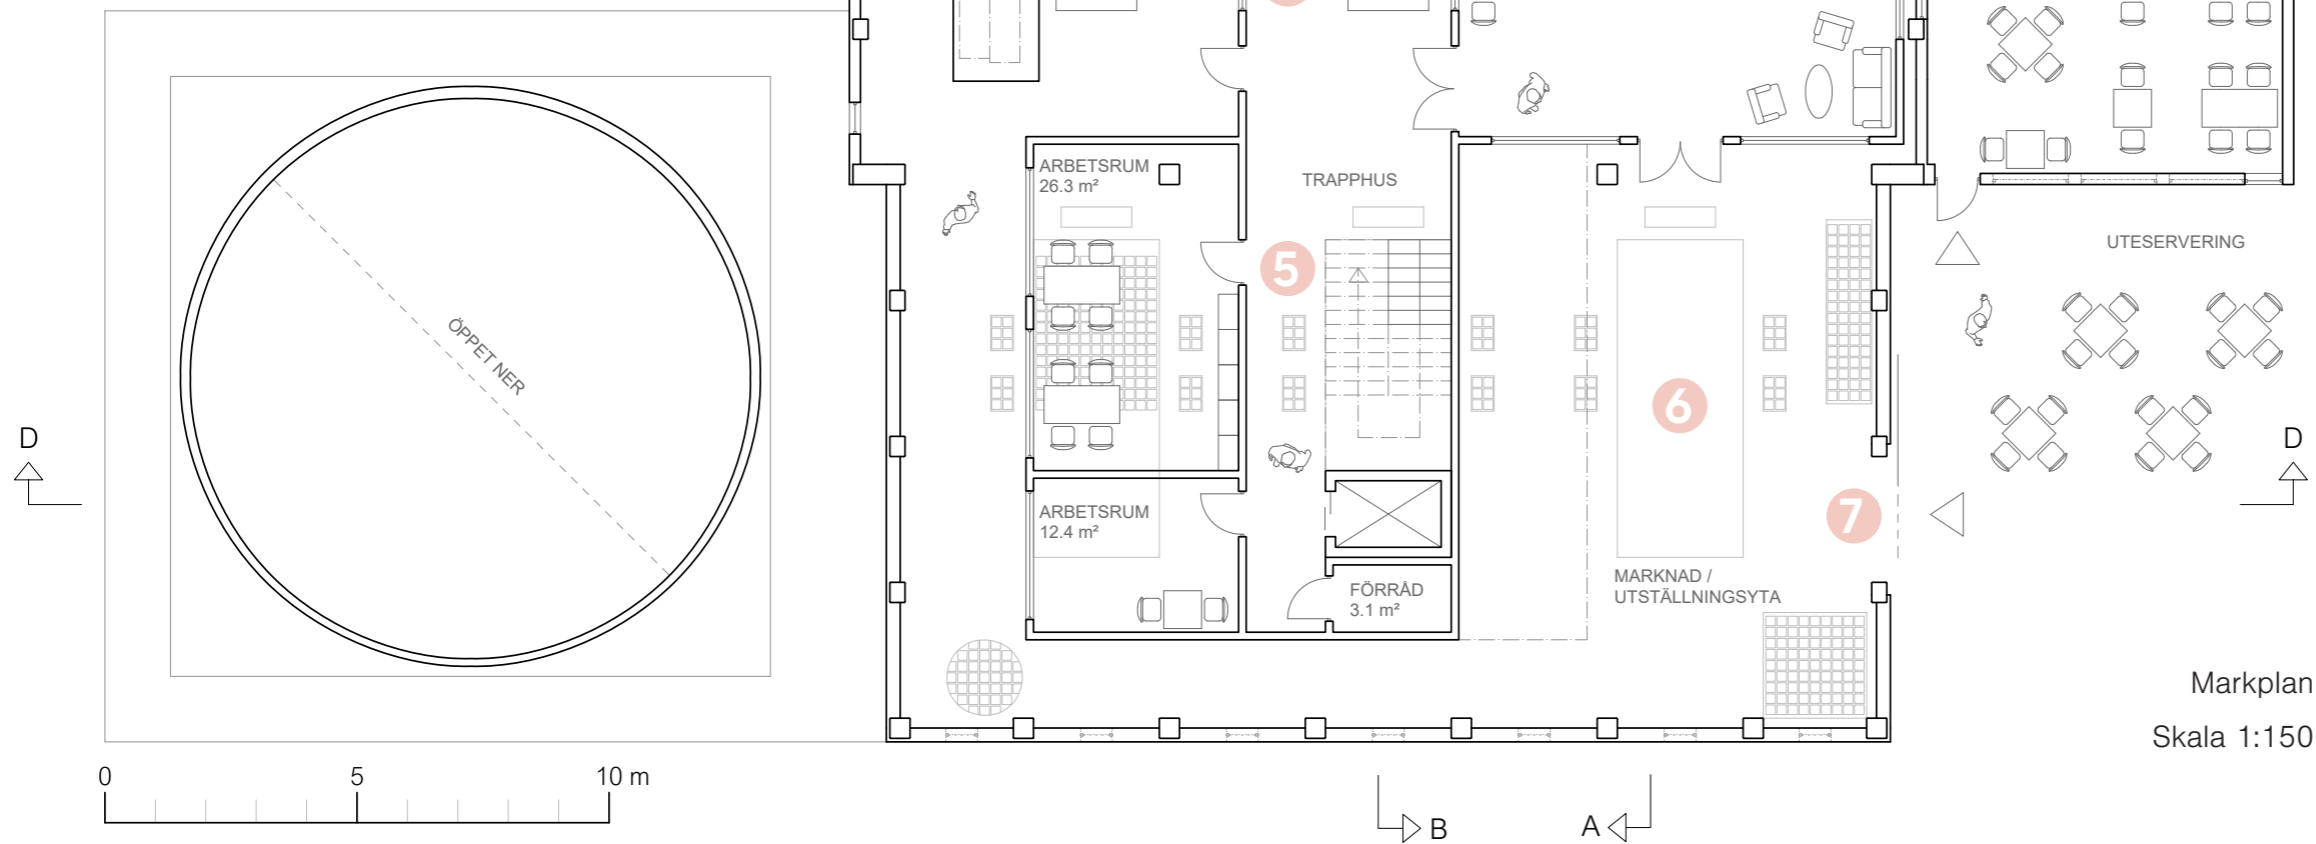 ARBETSRUM
26.3 m²
TRAPPHUS
UTESERVERING
5
ÖPPET NER
6
D
D
ARBETSRUM
12.4 m²
7
MARKNAD /
UTSTÄLLNINGSYTA
FÖRRÅD
3.1 m²
Markplan
Skala 1:150
0 5 10 m
B
A